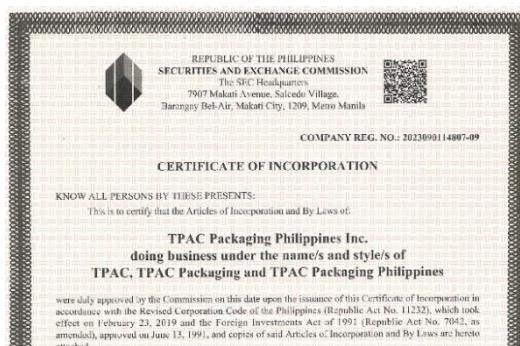 REPUBLIC OF THE PHILIPPINES
SECURITIES AND EXCHANGE COMMISSION
The SEC Headquarters
7907 Makati Avenue, Salcedo Village,
Barangay Bel-Air, Makati City, 1209, Metro Manila
COMPANY REG. NO.: 2023090114807-09
CERTIFICATE OF INCORPORATION
KNOW ALL PERSONS BY THESE PRESENTS:
This is to certify that the Articles of Incorporation and By Laws of:
TPAC Packaging Philippines Inc.
doing business under the name/s and style/s of
TPAC, TPAC Packaging and TPAC Packaging Philippines
were duly approved by the Commission on this date upon the issuance of this Certificate of Incorporation in
accordance with the Revised Corporation Code of the Philippines (Republic Act No. 11232), which took
effect on February 23, 2019 and the Foreign Investments Act of 1991 (Republic Act No. 7042, as
amended), approved on June 13, 1991, and copies of said Articles of Incorporation and By Laws are hereto
attached.